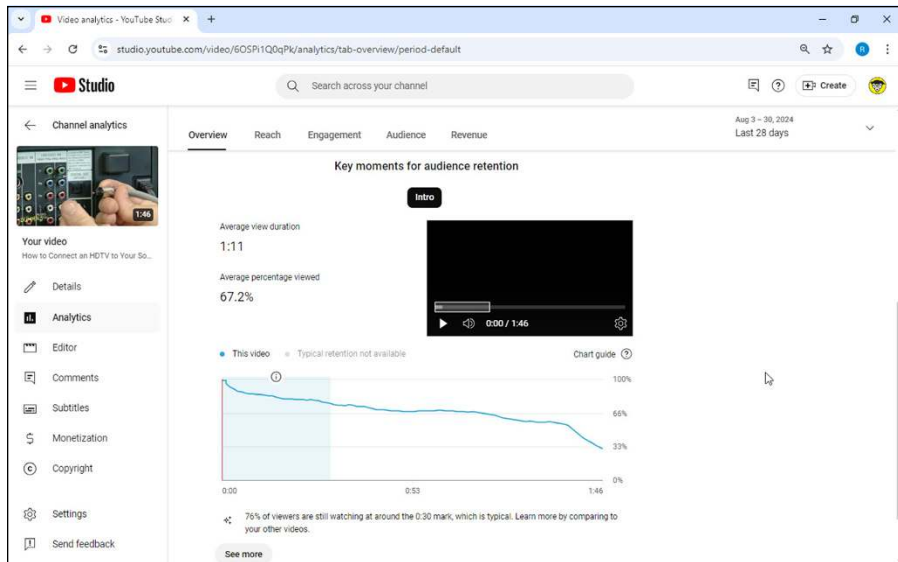 Video analytics - YouTube Stuc
studio.youtube.com/video/6OSPi1Q0qPk/analytics/tab-overview/period-default
R
Studio
Search across your channel
Create
Channel analytics
Overview
Reach
Engagement
Audience
Revenue
Aug 3 – 30, 2024
Last 28 days
1:46
Your video
How to Connect an HDTV to Your So...
Details
Analytics
Editor
Comments
Subtitles
Monetization
Copyright
Settings
Send feedback
Key moments for audience retention
Intro
Average view duration
1:11
Average percentage viewed
67.2%
0:00 / 1:46
This video
Typical retention not available
Chart guide
100%
66%
33%
0%
0:00
0:53
1:46
76% of viewers are still watching at around the 0:30 mark, which is typical. Learn more by comparing to
your other videos.
See more